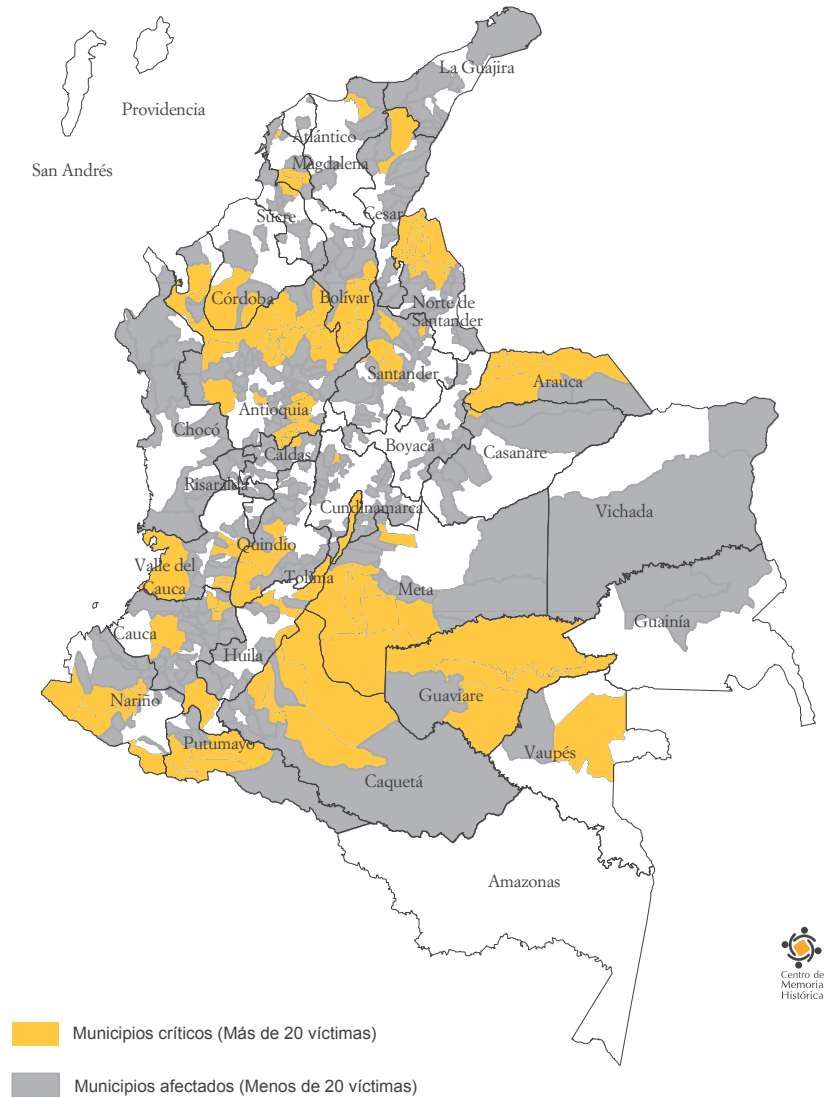 La Guajira
Providencia
Atlántico
Magdalena
San Andrés
Cesar
Sucre
Córdoba
Bolívar
Norte de
Santander
Santander
Arauca
Antioquia
Chocó
Boyacá
Caldas
Casanare
Risaralda
Cundinamarca
Vichada
Quindío
Valle del
Cauca
Tolima
Meta
Guainía
Cauca
Huila
Guaviare
Nariño
Putumayo
Vaupés
Caquetá
Amazonas
Centro de
Memoria
Histórica
Municipios críticos (Más de 20 víctimas)
Municipios afectados (Menos de 20 víctimas)